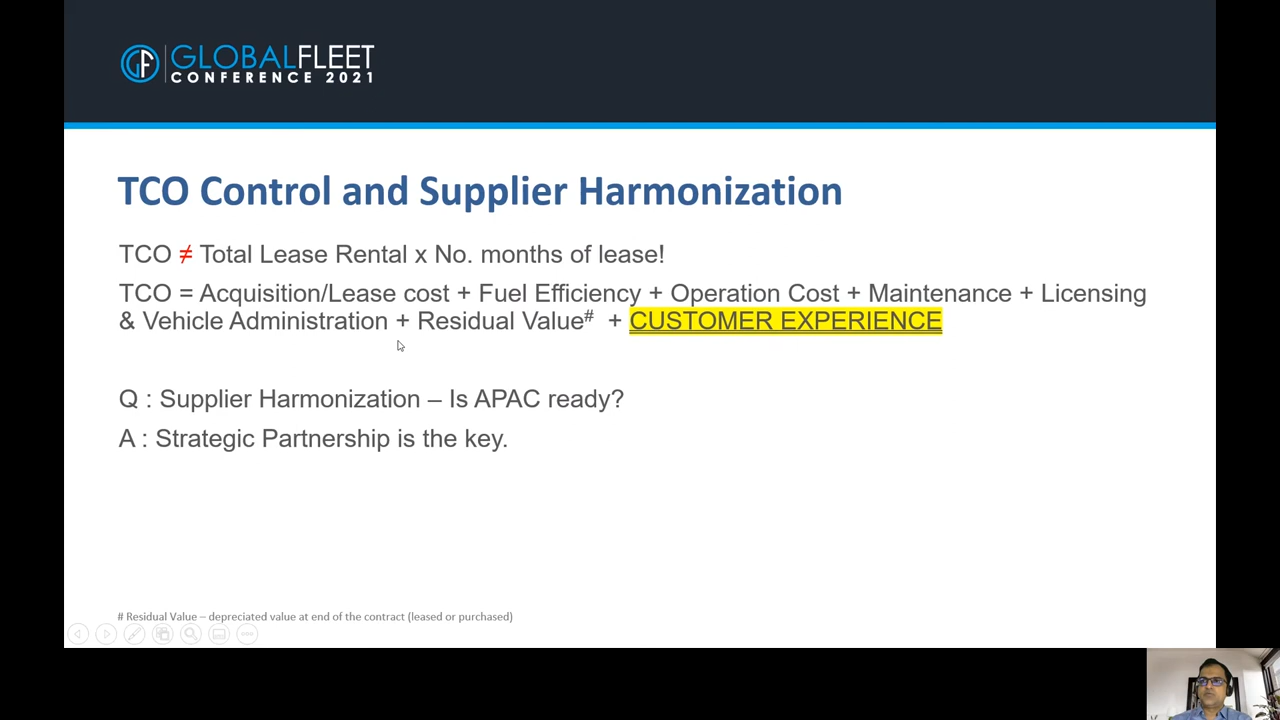 GLOBALFLEET
CONFERENCE 2021
TCO Control and Supplier Harmonization
TCO ≠ Total Lease Rental x No. months of lease!
TCO = Acquisition/Lease cost + Fuel Efficiency + Operation Cost + Maintenance + Licensing
& Vehicle Administration + Residual Value# + CUSTOMER EXPERIENCE
Q : Supplier Harmonization – Is APAC ready?
A : Strategic Partnership is the key.
# Residual Value – depreciated value at end of the contract (leased or purchased)